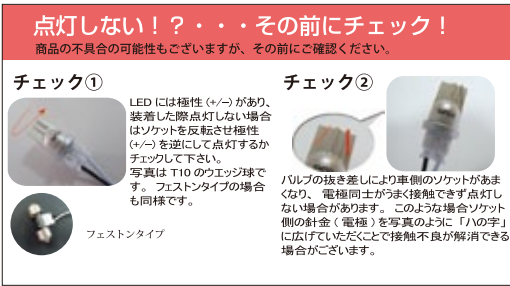 点灯しない！？・・・その前にチェック！
商品の不具合の可能性もございますが、その前にご確認ください。
チェック①
LED には極性 (+/−) があり、
装着した際点灯しない場合
はソケットを反転させ極性
(+/−) を逆にして点灯するか
チェックして下さい。
写真は T10 のウエッジ球で
す。 フェストンタイプの場合
も同様です。
フェストンタイプ
チェック②
バルブの抜き差しにより車側のソケットがあま
くなり、 電極同士がうまく接触できず点灯し
ない場合があります。 このような場合ソケット
側の針金 ( 電極 ) を写真のように 「ハの字」
に広げていただくことで接触不良が解消できる
場合がございます。